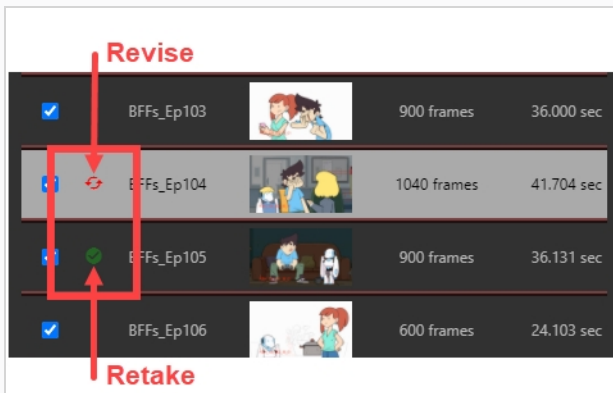 Revise
BFFs_Ep103 900 frames 36.000 sec
BFFs_Ep104 1040 frames 41.704 sec
BFFs_Ep105 900 frames 36.131 sec
BFFs_Ep106 600 frames 24.103 sec
Retake